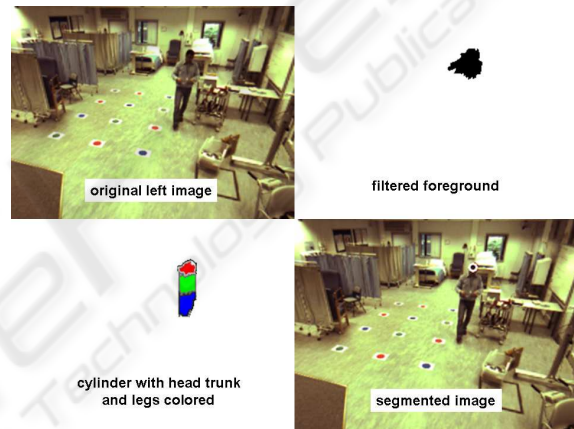 original left image
filtered foreground
cylinder with head trunk
and legs colored
segmented image